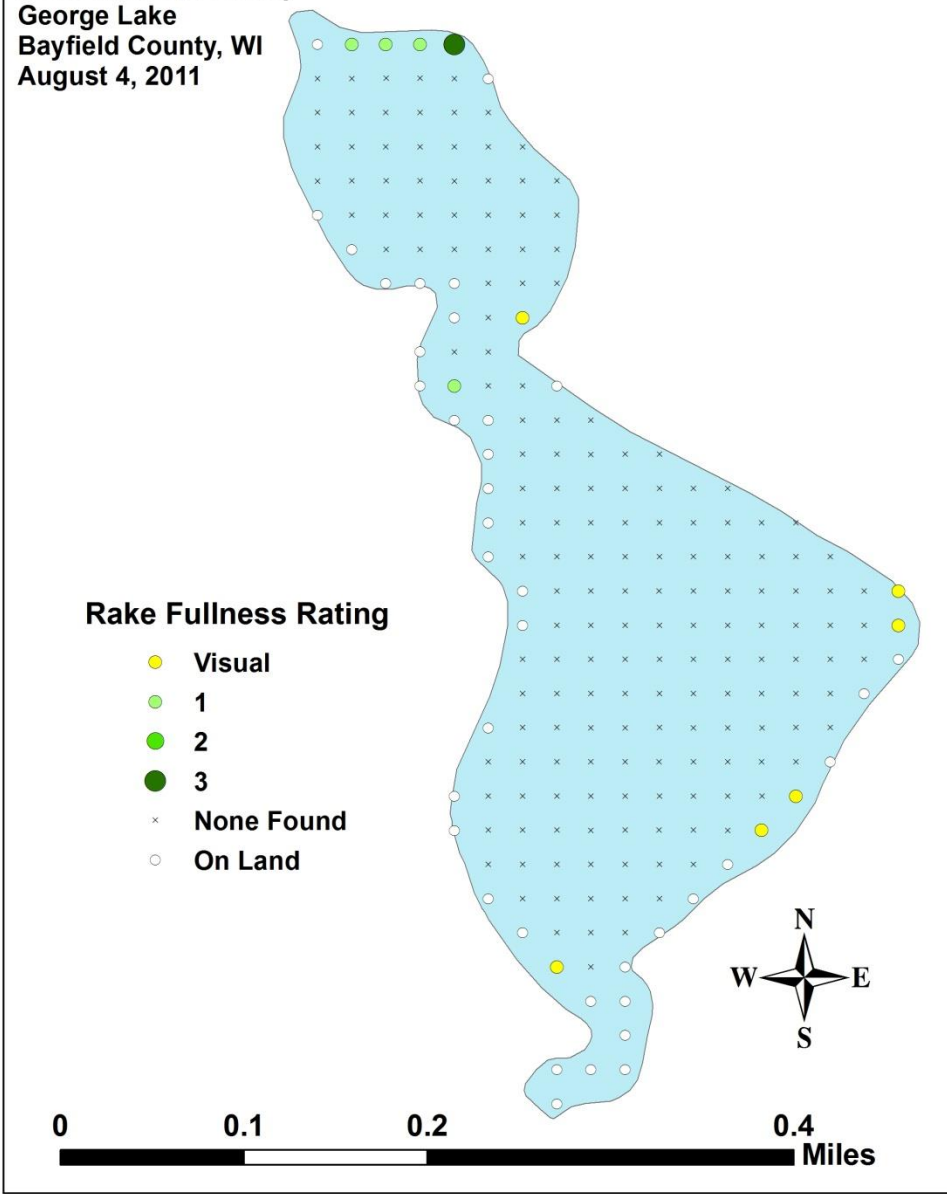 George Lake
Bayfield County, WI
August 4, 2011
Rake Fullness Rating
Visual
1
2
3
None Found
On Land
N
W E
S
0 0.1 0.2 0.4
Miles